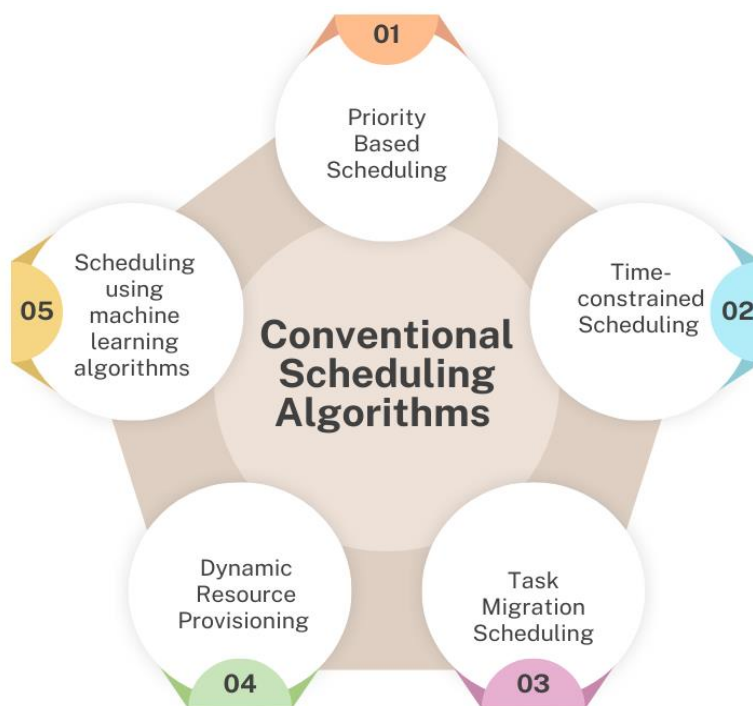 01
Priority
Based
Scheduling
02
Time-
constrained
Scheduling
03
Task
Migration
Scheduling
04
Dynamic
Resource
Provisioning
05
Scheduling
using
machine
learning
algorithms
Conventional
Scheduling
Algorithms